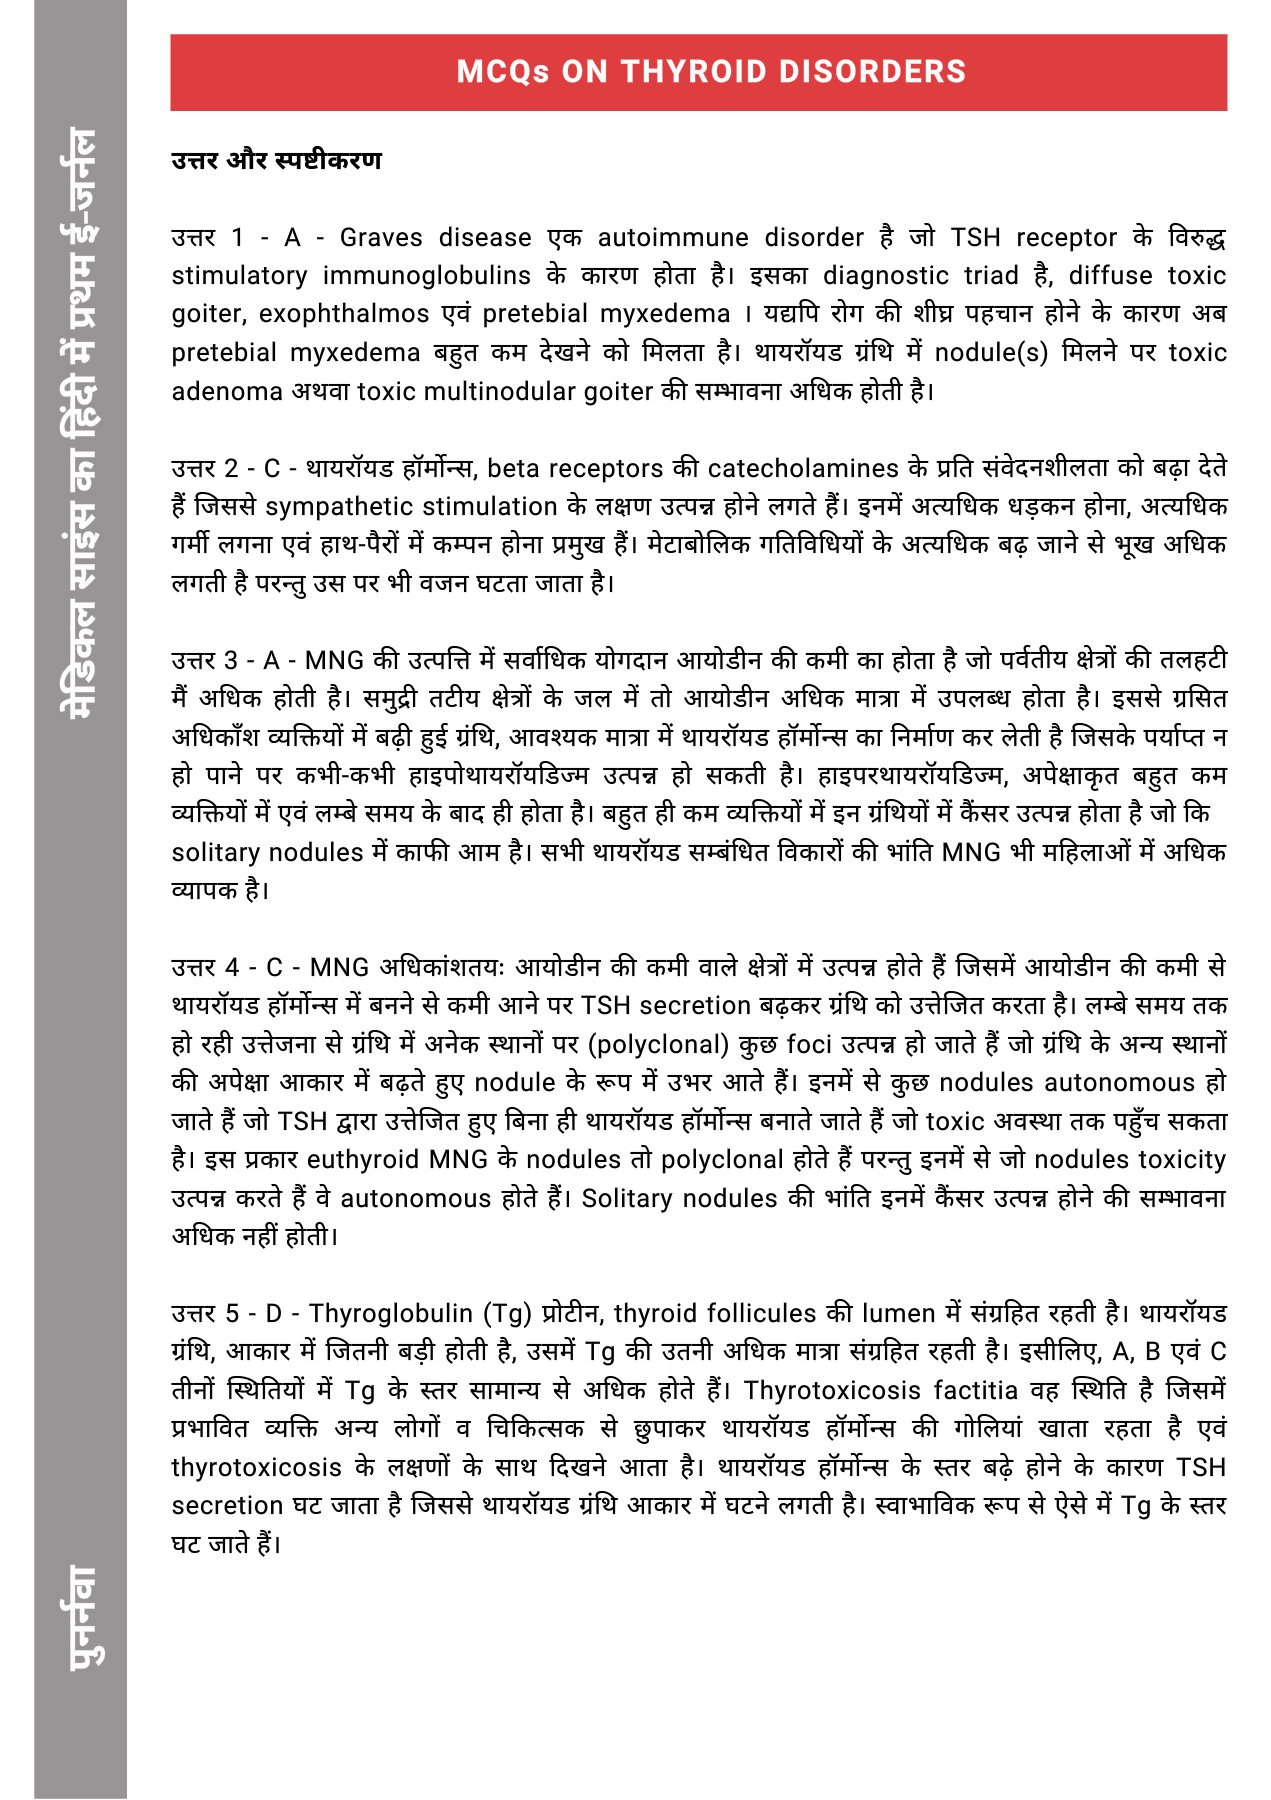 MCQs ON THYROID DISORDERS
उत्तर और स्पष्टीकरण
उत्तर 1 - A - Graves disease एक autoimmune disorder है जो TSH receptor के विरुद्ध
stimulatory immunoglobulins के कारण होता है। इसका diagnostic triad है, diffuse toxic
goiter, exophthalmos एवं pretebial myxedema । यद्यपि रोग की शीघ्र पहचान होने के कारण अब
pretebial myxedema बहुत कम देखने को मिलता है। थायरॉयड ग्रंथि में nodule(s) मिलने पर toxic
adenoma अथवा toxic multinodular goiter की सम्भावना अधिक होती है।
उत्तर 2 - C - थायरॉयड हॉर्मोन्स, beta receptors की catecholamines के प्रति संवेदनशीलता को बढ़ा देते
हैं जिससे sympathetic stimulation के लक्षण उत्पन्न होने लगते हैं। इनमें अत्यधिक धड़कन होना, अत्यधिक
गर्मी लगना एवं हाथ-पैरों में कम्पन होना प्रमुख हैं। मेटाबोलिक गतिविधियों के अत्यधिक बढ़ जाने से भूख अधिक
लगती है परन्तु उस पर भी वजन घटता जाता है।
उत्तर 3 - A - MNG की उत्पत्ति में सर्वाधिक योगदान आयोडीन की कमी का होता है जो पर्वतीय क्षेत्रों की तलहटी
मैं अधिक होती है। समुद्री तटीय क्षेत्रों के जल में तो आयोडीन अधिक मात्रा में उपलब्ध होता है। इससे ग्रसित
अधिकाँश व्यक्तियों में बढ़ी हुई ग्रंथि, आवश्यक मात्रा में थायरॉयड हॉर्मोन्स का निर्माण कर लेती है जिसके पर्याप्त न
हो पाने पर कभी-कभी हाइपोथायरॉयडिज्म उत्पन्न हो सकती है। हाइपरथायरॉयडिज्म, अपेक्षाकृत बहुत कम
व्यक्तियों में एवं लम्बे समय के बाद ही होता है। बहुत ही कम व्यक्तियों में इन ग्रंथियों में कैंसर उत्पन्न होता है जो कि
solitary nodules में काफी आम है। सभी थायरॉयड सम्बंधित विकारों की भांति MNG भी महिलाओं में अधिक
व्यापक है।
उत्तर 4 - C - MNG अधिकांशतयः आयोडीन की कमी वाले क्षेत्रों में उत्पन्न होते हैं जिसमें आयोडीन की कमी से
थायरॉयड हॉर्मोन्स में बनने से कमी आने पर TSH secretion बढ़कर ग्रंथि को उत्तेजित करता है। लम्बे समय तक
हो रही उत्तेजना से ग्रंथि में अनेक स्थानों पर (polyclonal) कुछ foci उत्पन्न हो जाते हैं जो ग्रंथि के अन्य स्थानों
की अपेक्षा आकार में बढ़ते हुए nodule के रूप में उभर आते हैं। इनमें से कुछ nodules autonomous हो
जाते हैं जो TSH द्वारा उत्तेजित हुए बिना ही थायरॉयड हॉर्मोन्स बनाते जाते हैं जो toxic अवस्था तक पहुँच सकता
है। इस प्रकार euthyroid MNG के nodules तो polyclonal होते हैं परन्तु इनमें से जो nodules toxicity
उत्पन्न करते हैं वे autonomous होते हैं। Solitary nodules की भांति इनमें कैंसर उत्पन्न होने की सम्भावना
अधिक नहीं होती।
उत्तर 5 - D - Thyroglobulin (Tg) प्रोटीन, thyroid follicules की lumen में संग्रहित रहती है। थायरॉयड
ग्रंथि, आकार में जितनी बड़ी होती है, उसमें Tg की उतनी अधिक मात्रा संग्रहित रहती है। इसीलिए, A, B एवं C
तीनों स्थितियों में Tg के स्तर सामान्य से अधिक होते हैं। Thyrotoxicosis factitia वह स्थिति है जिसमें
प्रभावित व्यक्ति अन्य लोगों व चिकित्सक से छुपाकर थायरॉयड हॉर्मोन्स की गोलियां खाता रहता है एवं
thyrotoxicosis के लक्षणों के साथ दिखने आता है। थायरॉयड हॉर्मोन्स के स्तर बढ़े होने के कारण TSH
secretion घट जाता है जिससे थायरॉयड ग्रंथि आकार में घटने लगती है। स्वाभाविक रूप से ऐसे में Tg के स्तर
घट जाते हैं।
मेडिकल साइंस का हिंदी में प्रथम ई-जर्नल
पुनर्नवा